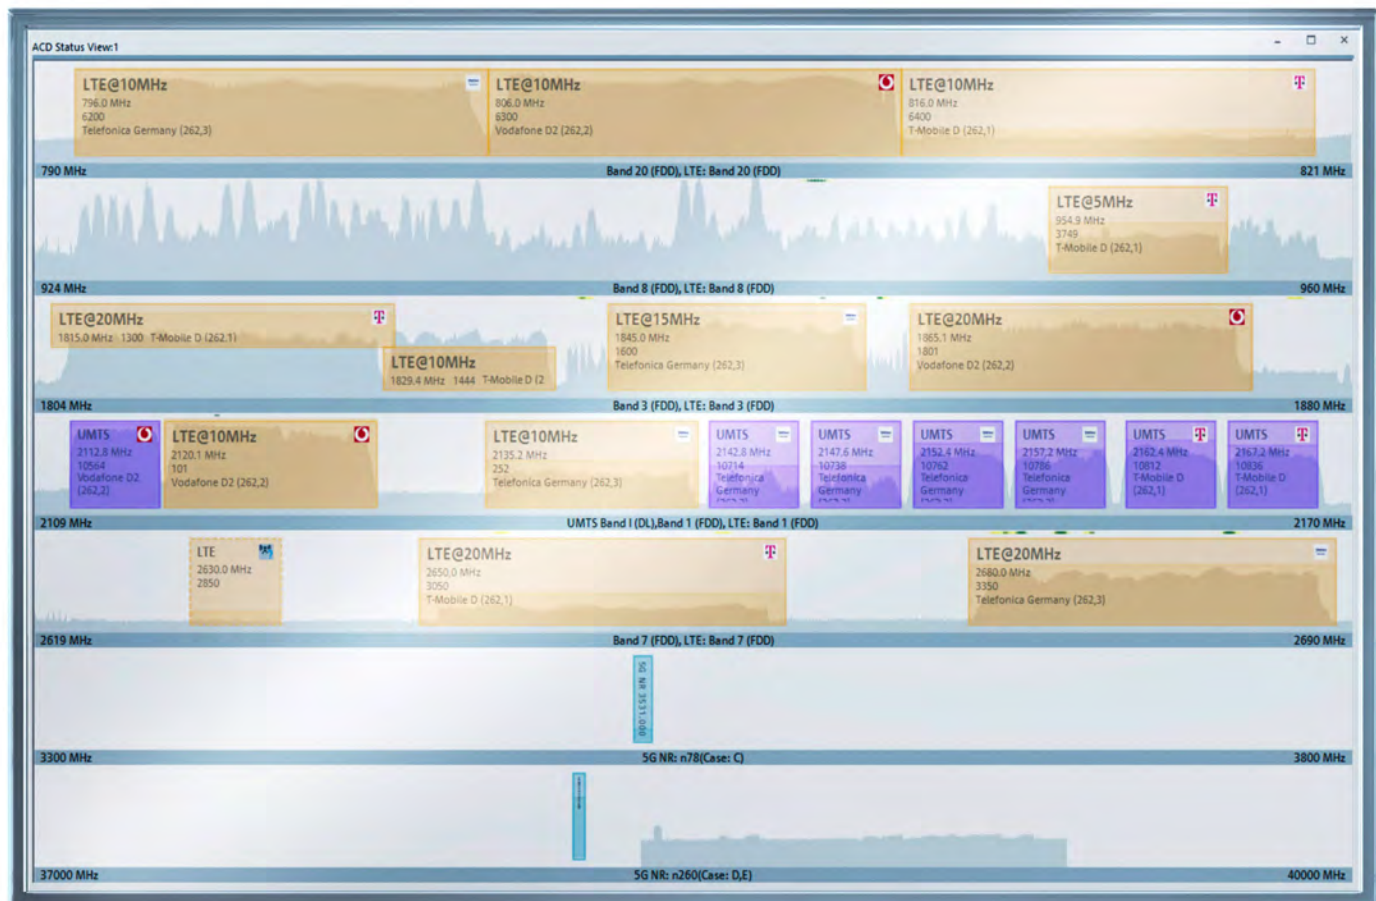 ACD Status View:1
LTE@10MHz
796.0 MHz
6200
Telefonica Germany (262,3)
LTE@10MHz
806.0 MHz
6300
Vodafone D2 (262,2)
LTE@10MHz
816.0 MHz
6400
T-Mobile D (262,1)
790 MHz
Band 20 (FDD), LTE: Band 20 (FDD)
821 MHz
LTE@5MHz
954.9 MHz
3749
T-Mobile D (262,1)
924 MHz
Band 8 (FDD), LTE: Band 8 (FDD)
960 MHz
LTE@20MHz
1815.0 MHz 1300 T-Mobile D (262,1)
LTE@10MHz
1829.4 MHz 1444 T-Mobile D (2
LTE@15MHz
1845.0 MHz
1600
Telefonica Germany (262,3)
LTE@20MHz
1865.1 MHz
1801
Vodafone D2 (262,2)
1804 MHz
Band 3 (FDD), LTE: Band 3 (FDD)
1880 MHz
UMTS
2112.8 MHz
10564
Vodafone D2
(262,2)
LTE@10MHz
2120.1 MHz
101
Vodafone D2 (262,2)
LTE@10MHz
2135.2 MHz
252
Telefonica Germany (262,3)
UMTS
2142.8 MHz
10714
Telefonica
Germany
UMTS
2147.6 MHz
10738
Telefonica
Germany
UMTS
2152.4 MHz
10762
Telefonica
Germany
UMTS
2157.2 MHz
10786
Telefonica
Germany
UMTS
2162.4 MHz
10812
T-Mobile D
(262,1)
UMTS
2167.2 MHz
10836
T-Mobile D
(262,1)
2109 MHz
UMTS Band I (DL),Band 1 (FDD), LTE: Band 1 (FDD)
2170 MHz
LTE
2630.0 MHz
2850
LTE@20MHz
2650.0 MHz
3050
T-Mobile D (262,1)
LTE@20MHz
2680.0 MHz
3350
Telefonica Germany (262,3)
2619 MHz
Band 7 (FDD), LTE: Band 7 (FDD)
2690 MHz
5G NR 3531.000
3300 MHz
5G NR: n78(Case: C)
3800 MHz
37000 MHz
5G NR: n260(Case: D,E)
40000 MHz